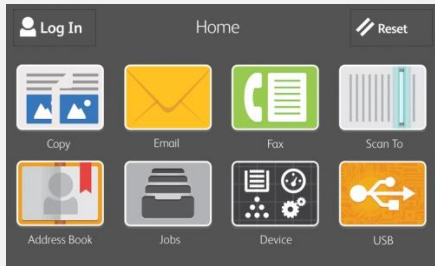 Log In Home Reset
Copy Email Fax Scan To
Address Book Jobs Device USB